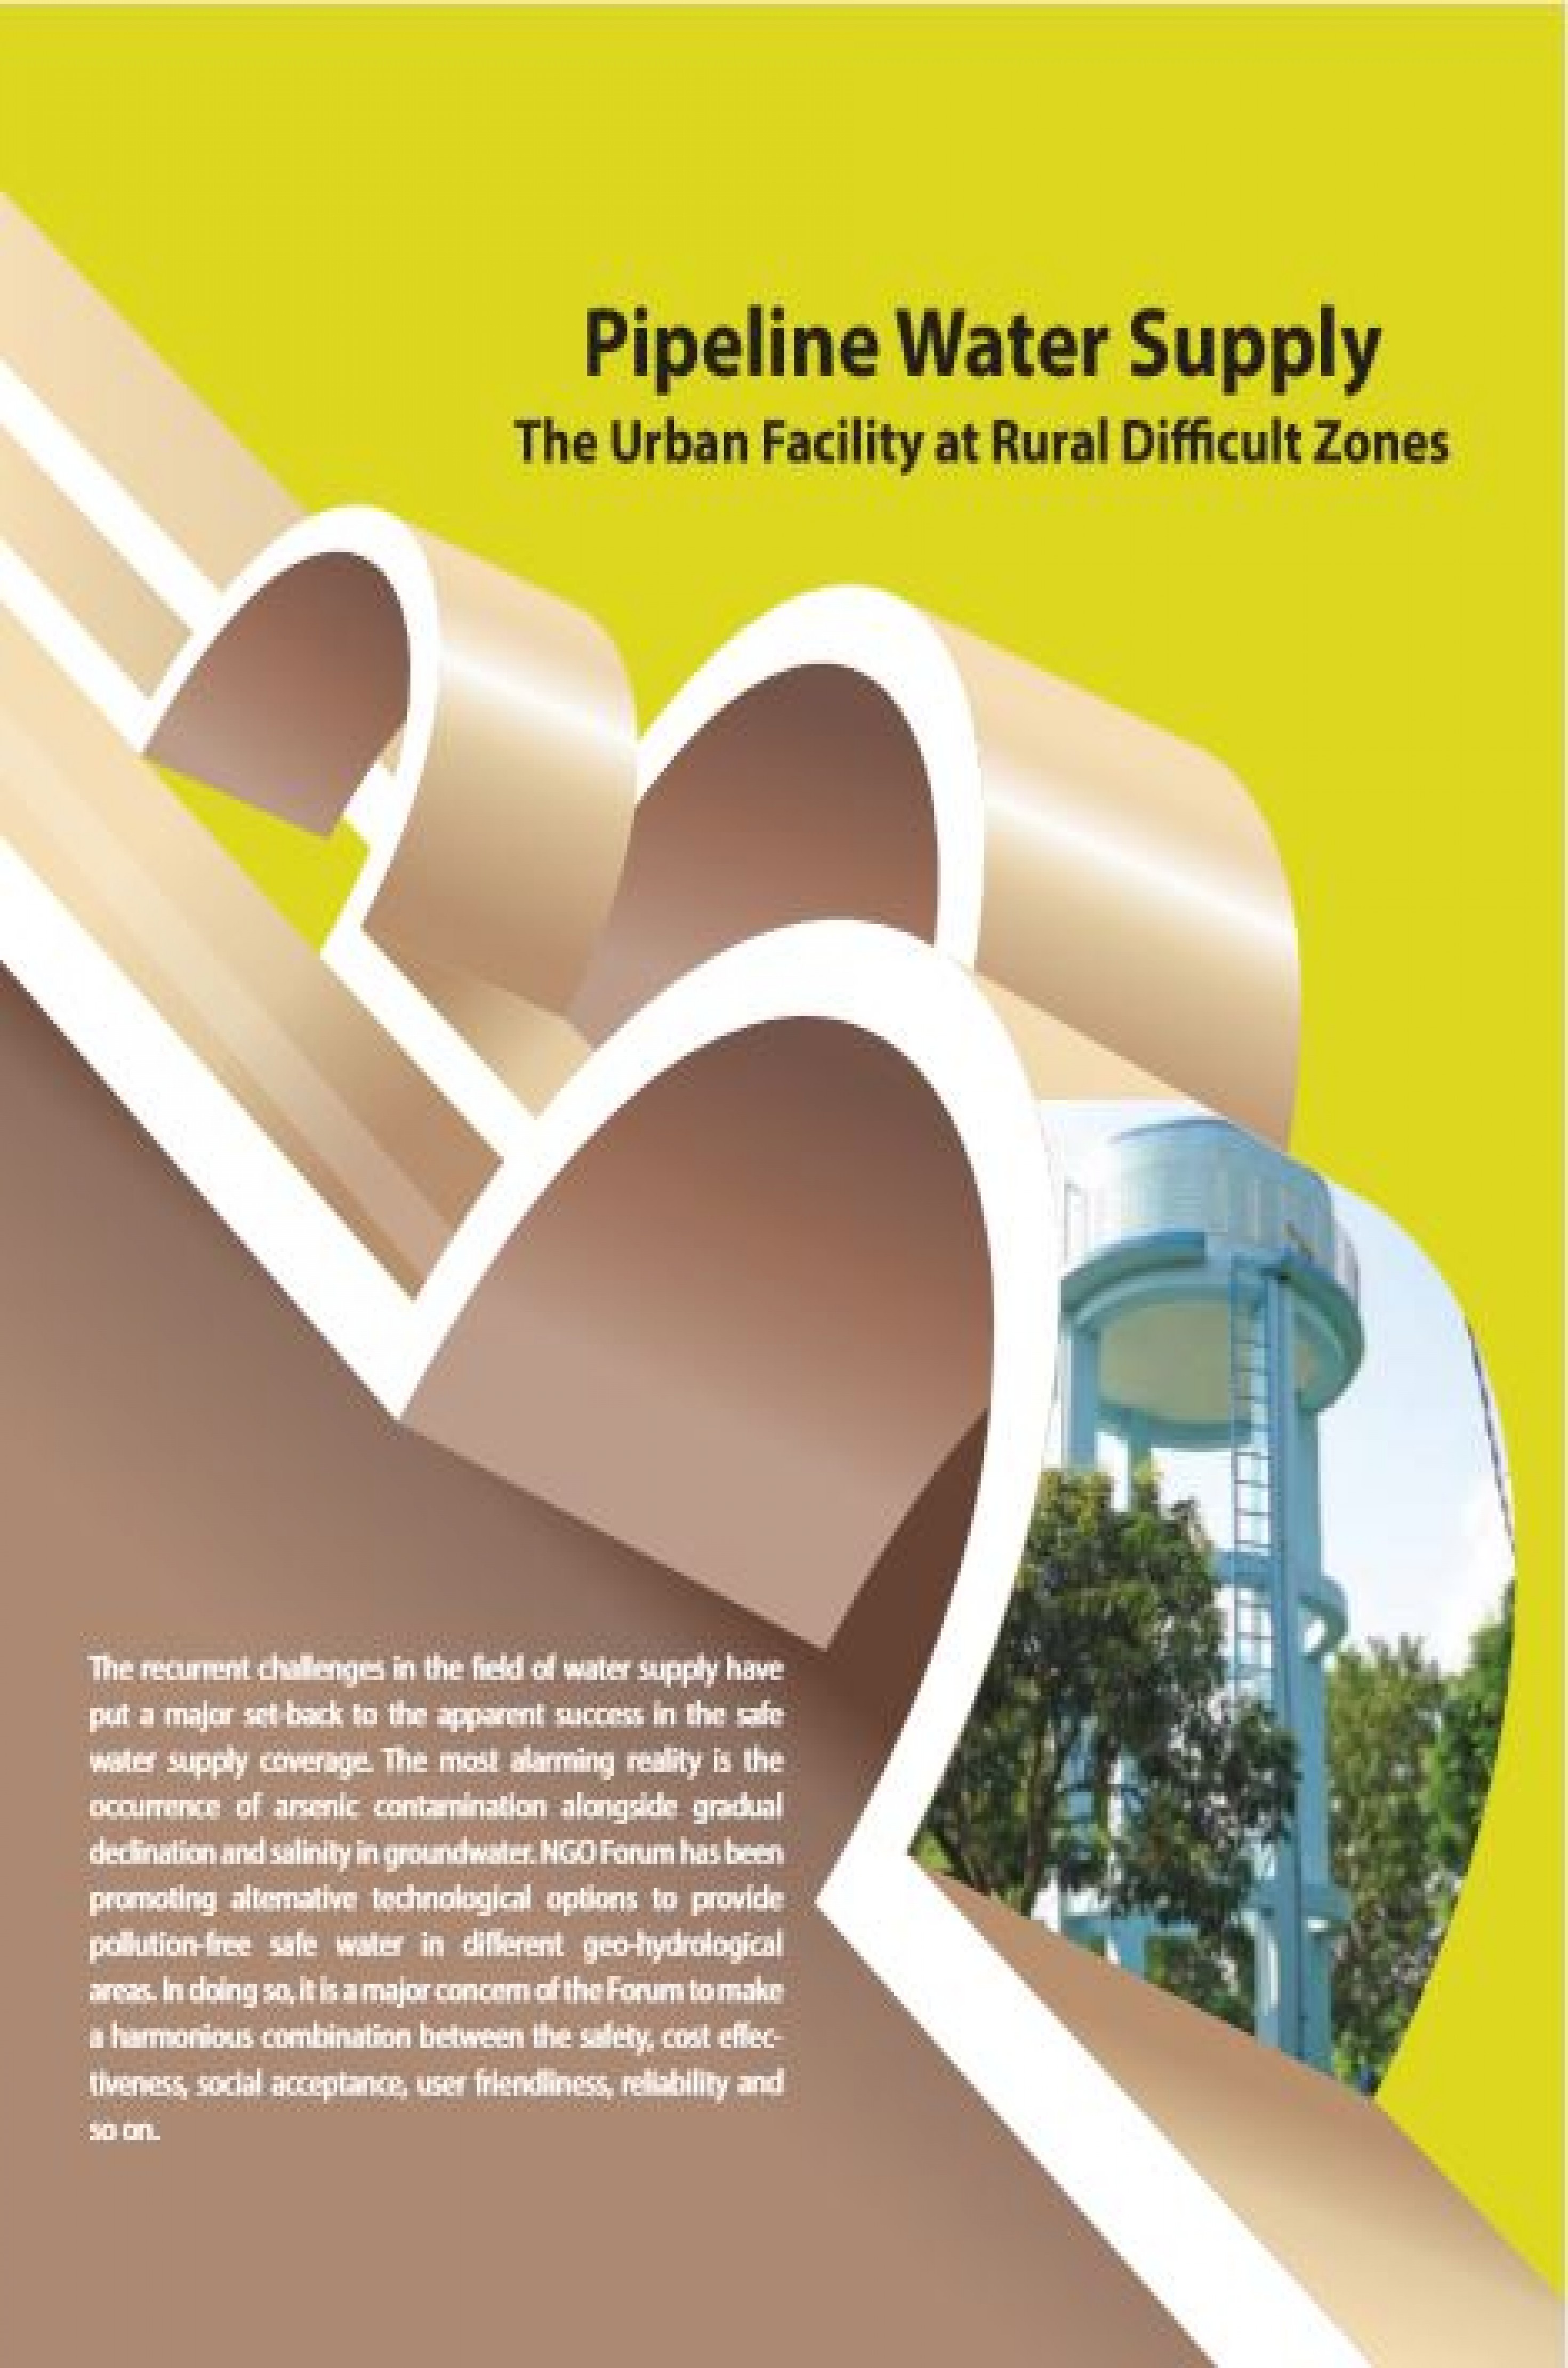 Pipeline Water Supply
The Urban Facility at Rural Difficult Zones
The recurrent challenges in the field of water supply have
put a major set-back to the apparent success in the safe
water supply coverage. The most alarming reality is the
occurrence of arsenic contamination alongside gradual
declination and salinity in groundwater. NGO Forum has been
promoting alternative technological options to provide
pollution-free safe water in different geo-hydrological
areas. In doing so, it is a major concern of the Forum to make
a harmonious combination between the safety, cost effec-
tiveness, social acceptance, user friendliness, reliability and
so on.